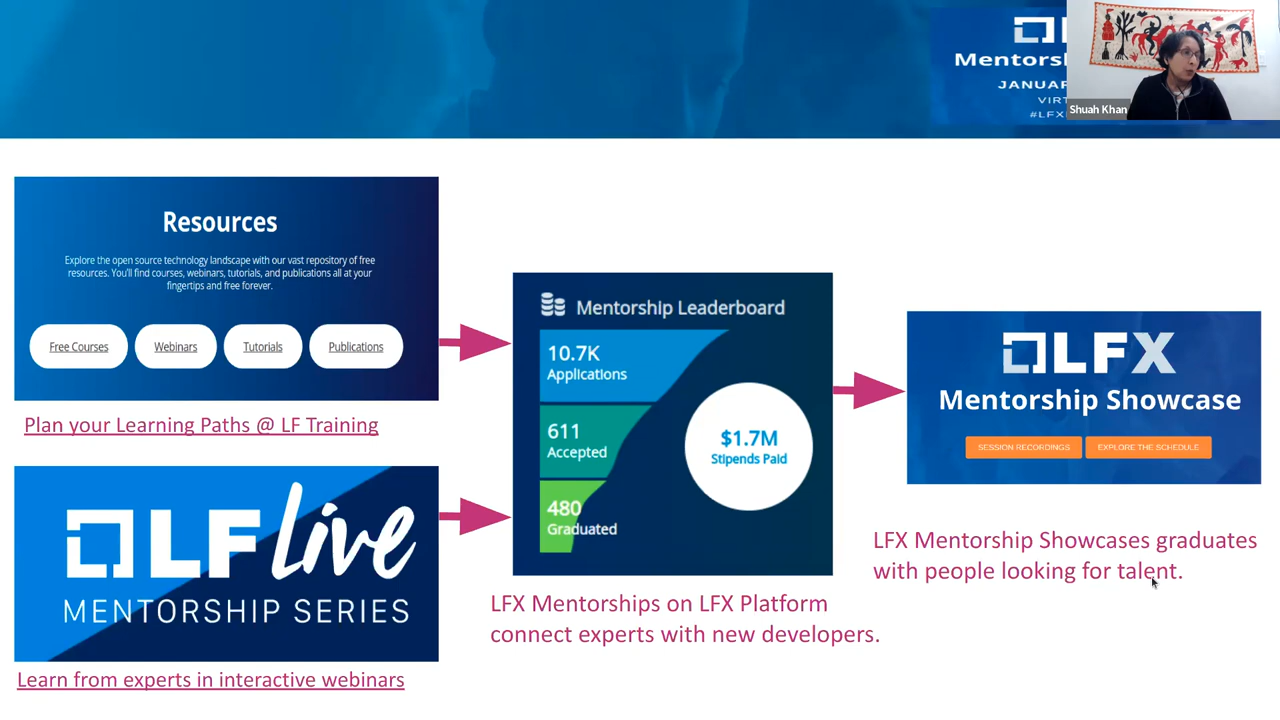 LFX
Mentorship
JANUAR
VIRT
#LFX
Shuah Khan
Resources
Explore the open source technology landscape with our vast repository of free
resources. You'll find courses, webinars, tutorials, and publications all at your
fingertips and free forever.
Free Courses
Webinars
Tutorials
Publications
Plan your Learning Paths @ LF Training
LF Live
MENTORSHIP SERIES
Learn from experts in interactive webinars
Mentorship Leaderboard
10.7K
Applications
611
Accepted
480
Graduated
$1.7M
Stipends Paid
LFX Mentorships on LFX Platform
connect experts with new developers.
LFX
Mentorship Showcase
SESSION RECORDINGS
EXPLORE THE SCHEDULE
LFX Mentorship Showcases graduates
with people looking for talent.